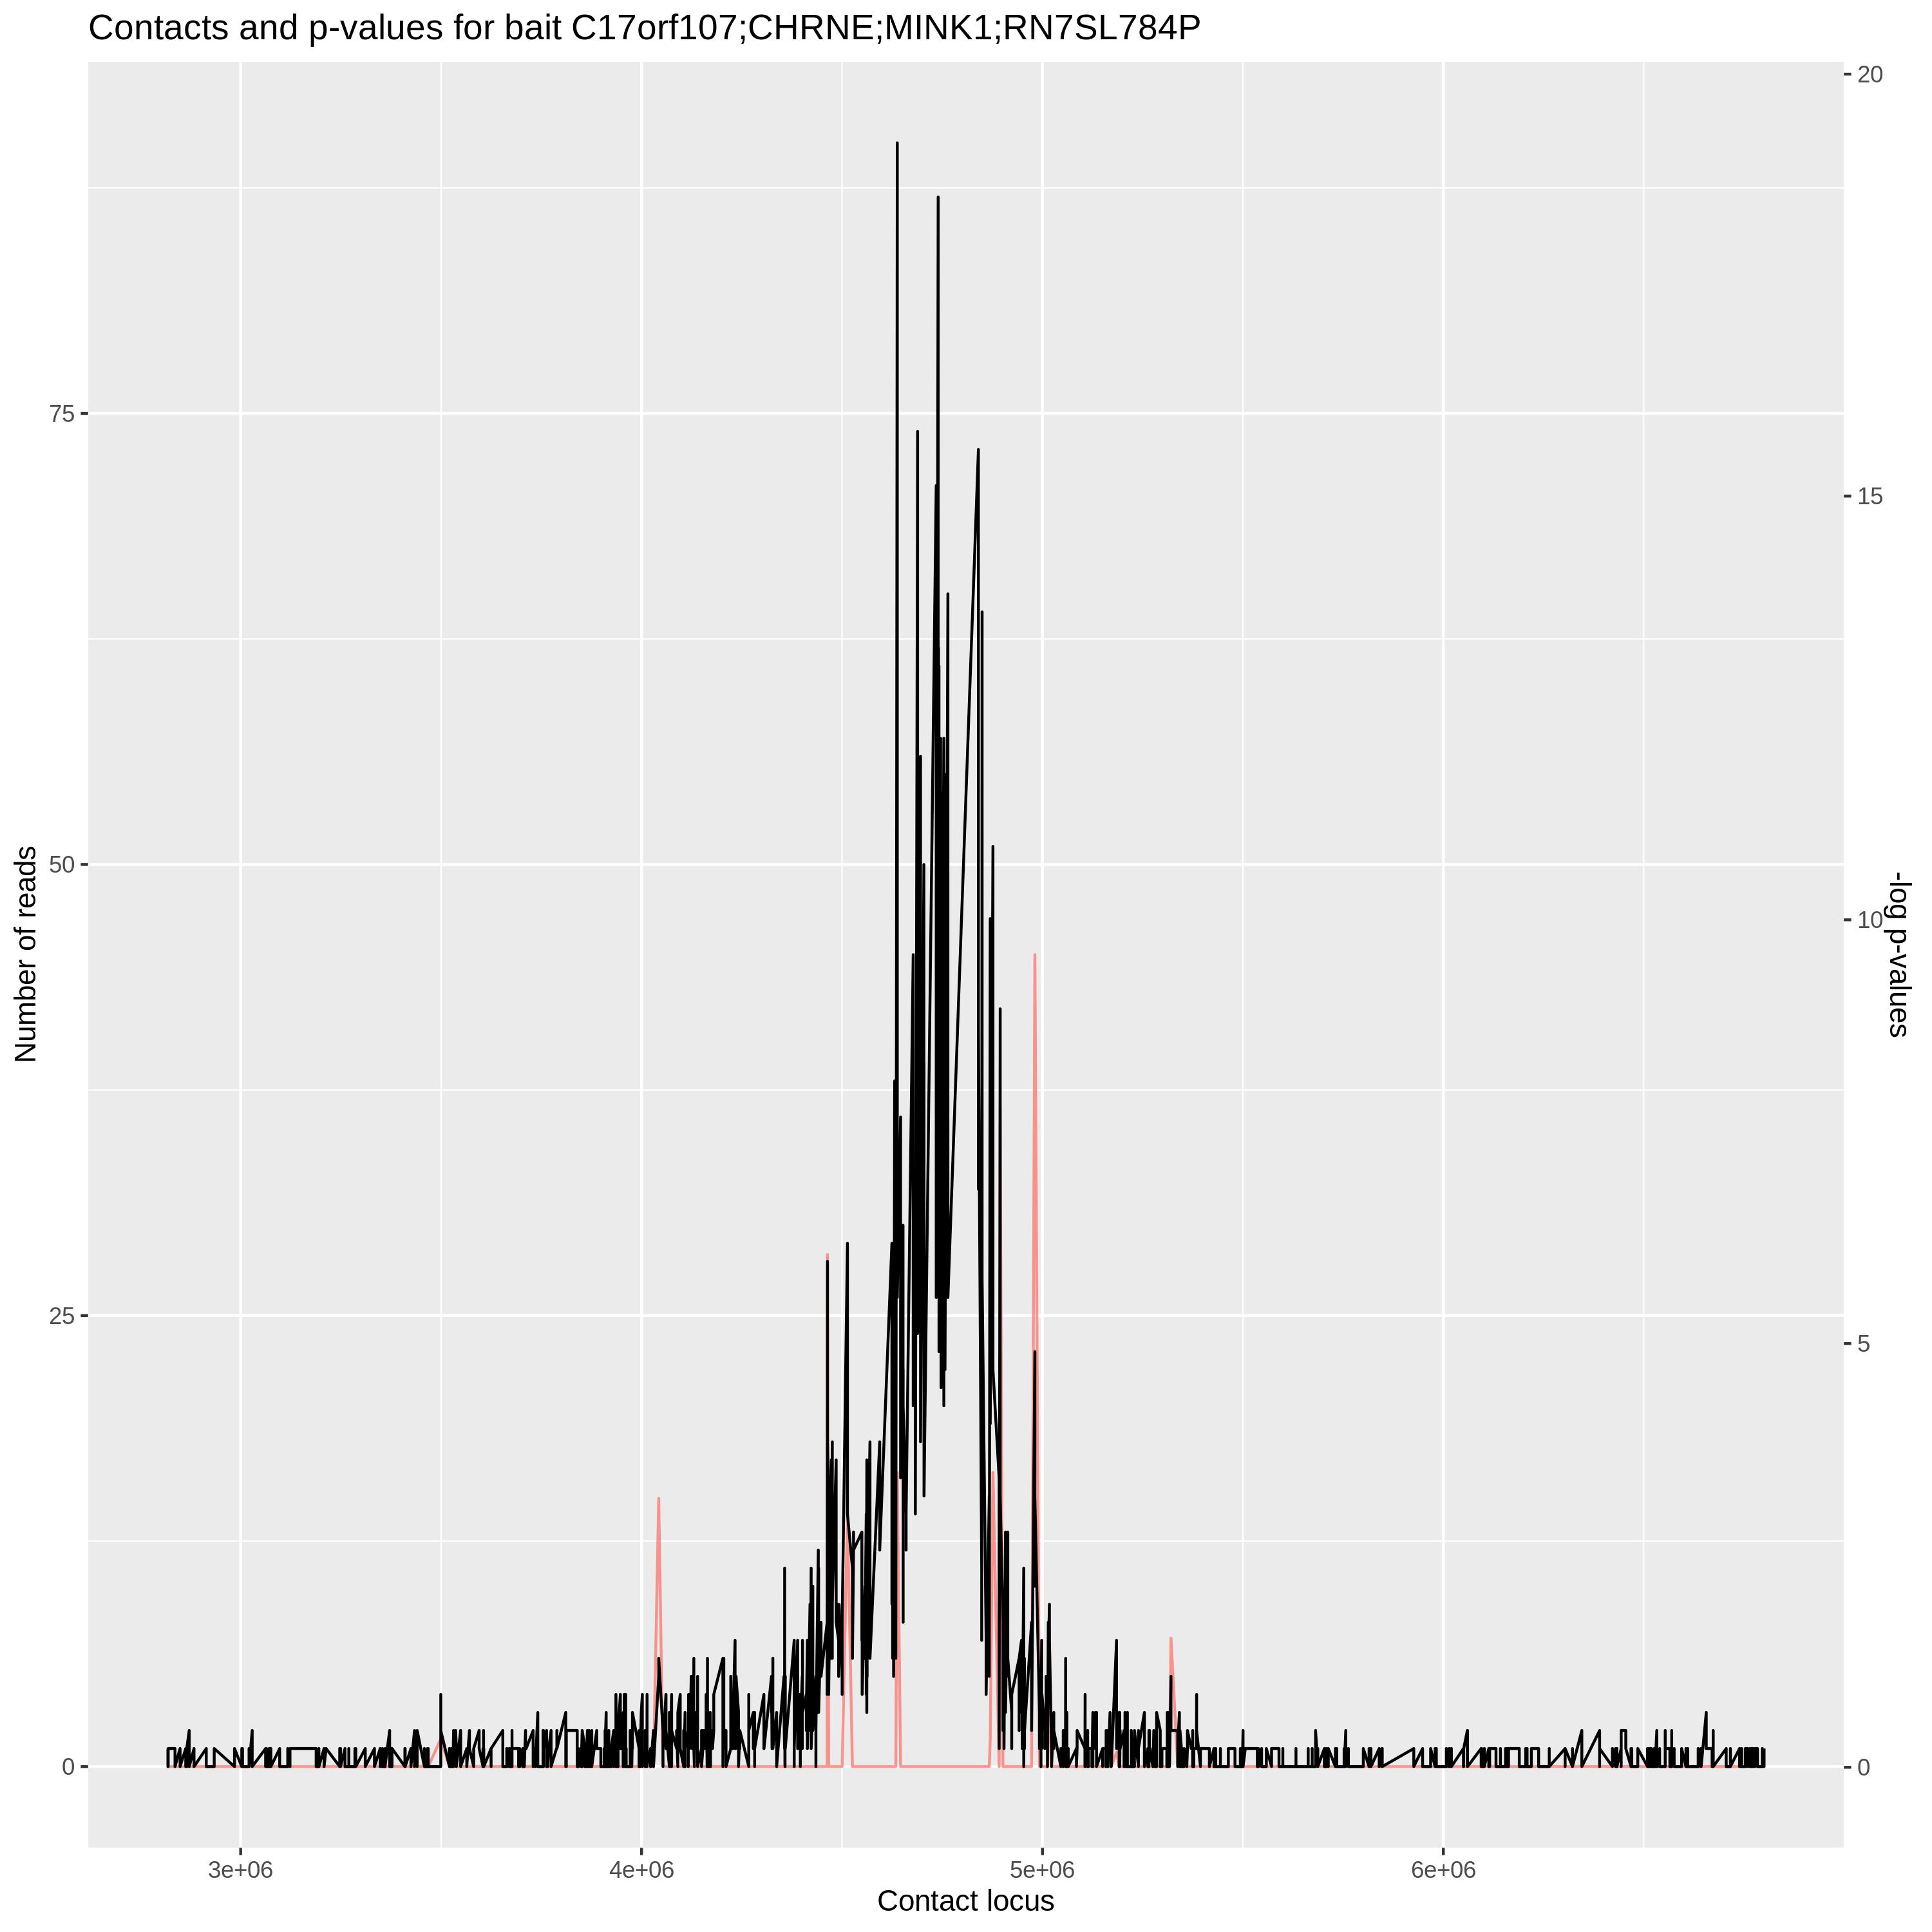 Contacts and p-values for bait C17orf107;CHRNE;MINK1;RN7SL784P
20
75
15
50
10
Number of reads
-log p-values
25
5
0
0
3e+06
4e+06
5e+06
6e+06
Contact locus